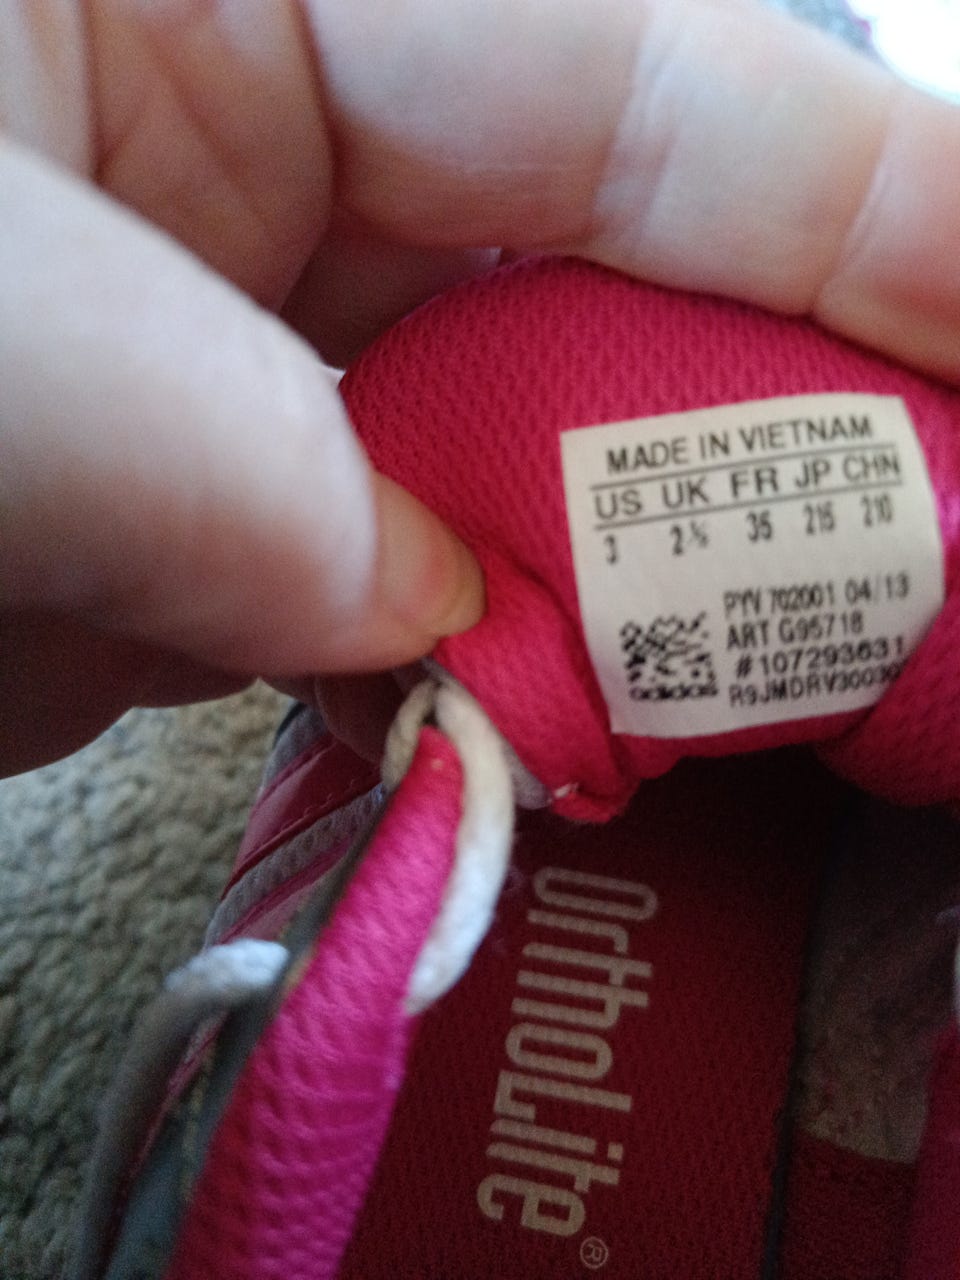 MADE IN VIETNAM
US UK FR JP CHN
3 2½ 35 215 210
PYV 702001 04/13
ART G95718
#107293631
adidas
OrthoLite®